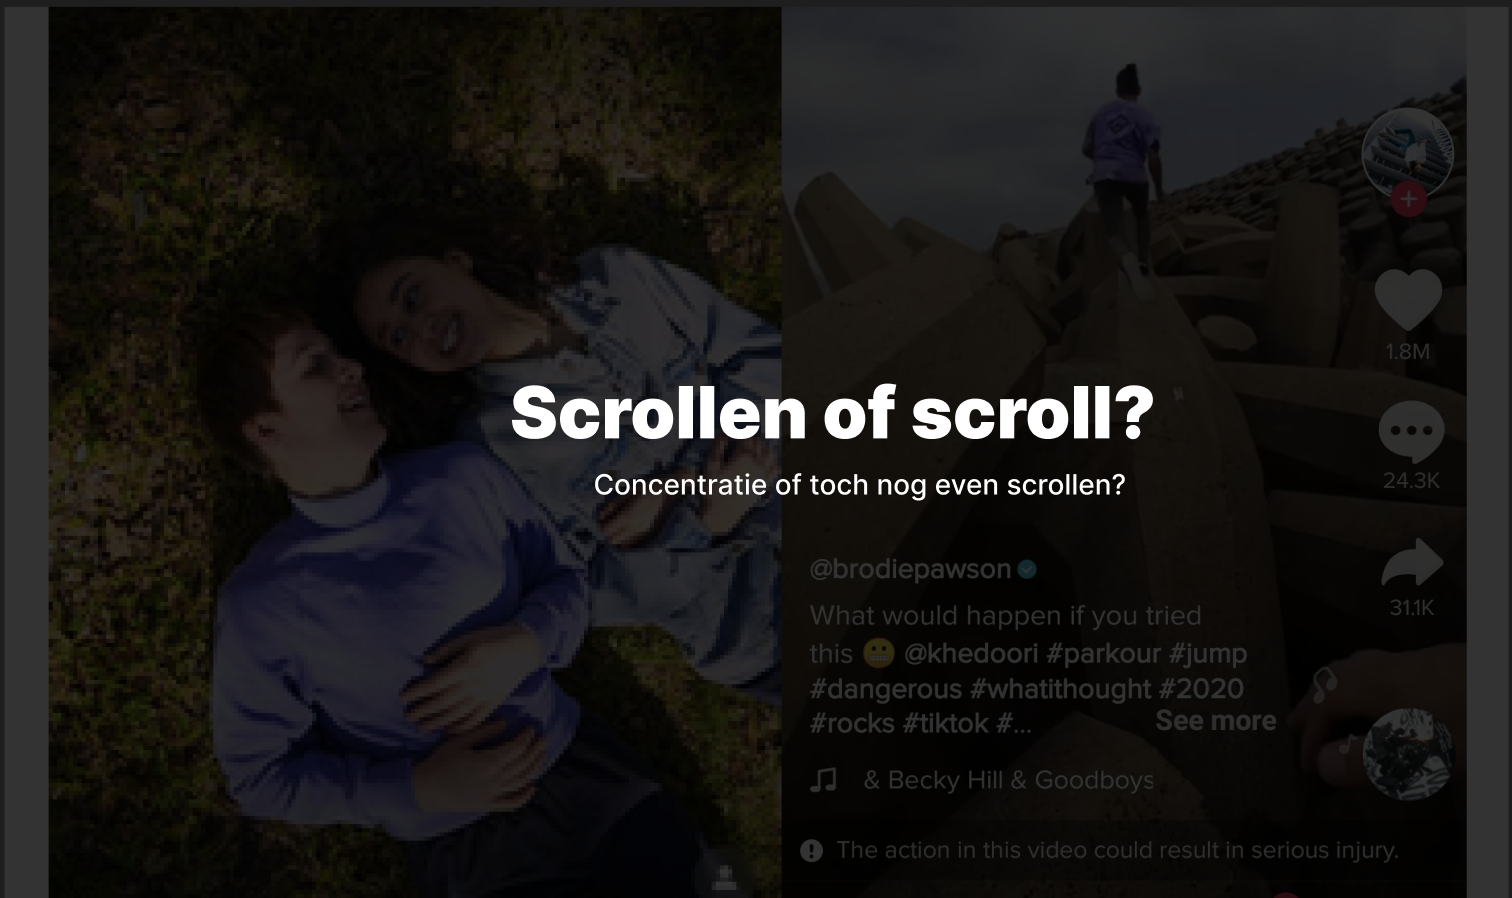 Scrollen of scroll?
Concentratie of toch nog even scrollen?
1.8M
24.3K
31.1K
@brodiepawson
What would happen if you tried
this 😬 @khedoori #parkour #jump
#dangerous #whatithought #2020
#rocks #tiktok #... See more
& Becky Hill & Goodboys
The action in this video could result in serious injury.